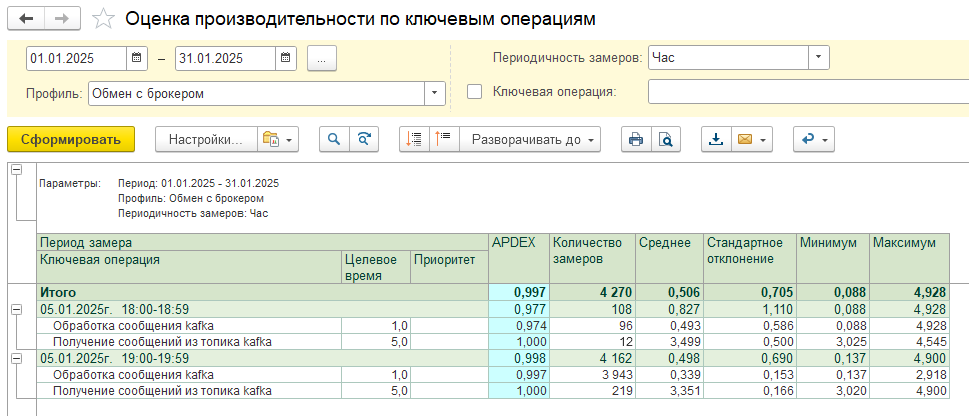 Оценка производительности по ключевым операциям
01.01.2025 – 31.01.2025 ... Периодичность замеров: Час
Профиль: Обмен с брокером Ключевая операция:
Сформировать Настройки... Разворачивать до
Параметры: Период: 01.01.2025 - 31.01.2025
Профиль: Обмен с брокером
Периодичность замеров: Час
Период замера APDEX Количество замеров Среднее Стандартное отклонение Минимум Максимум
Ключевая операция Целевое время Приоритет
Итого 0,997 4 270 0,506 0,705 0,088 4,928
05.01.2025г. 18:00-18:59 0,977 108 0,827 1,110 0,088 4,928
Обработка сообщения kafka 1,0 0,974 96 0,493 0,586 0,088 4,928
Получение сообщений из топика kafka 5,0 1,000 12 3,499 0,500 3,025 4,545
05.01.2025г. 19:00-19:59 0,998 4 162 0,498 0,690 0,137 4,900
Обработка сообщения kafka 1,0 0,997 3 943 0,339 0,153 0,137 2,918
Получение сообщений из топика kafka 5,0 1,000 219 3,351 0,166 3,020 4,900